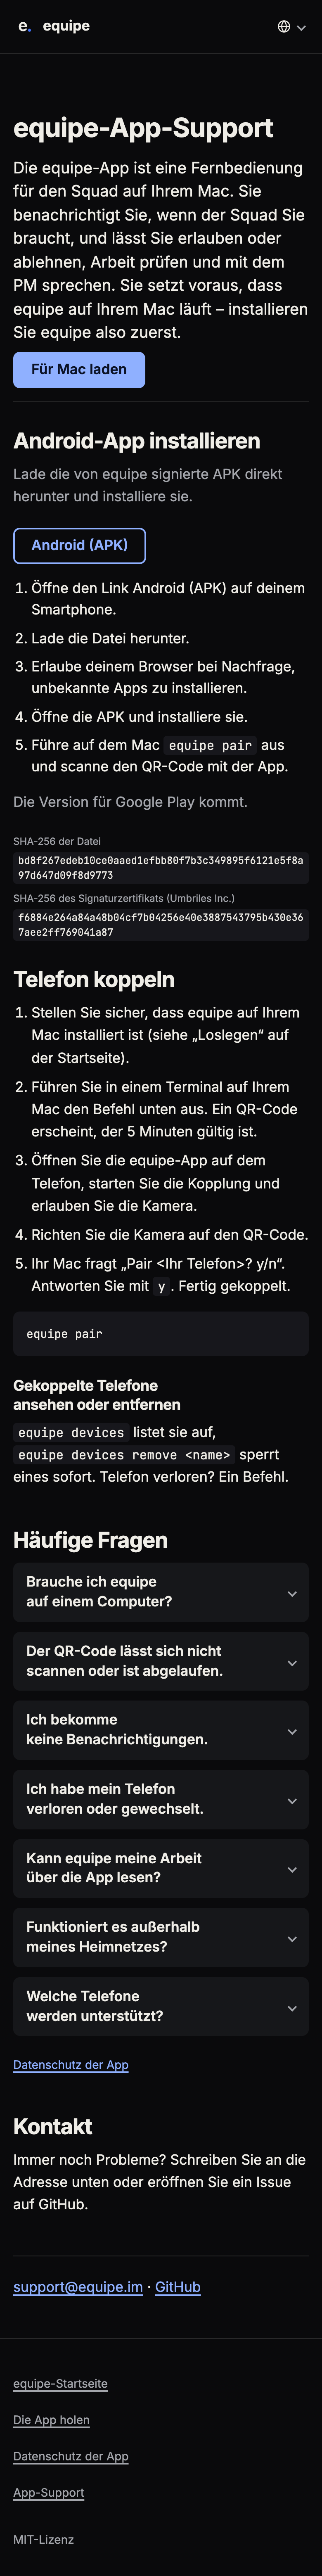 e. equipe
equipe-App-Support
Die equipe-App ist eine Fernbedienung
für den Squad auf Ihrem Mac. Sie
benachrichtigt Sie, wenn der Squad Sie
braucht, und lässt Sie erlauben oder
ablehnen, Arbeit prüfen und mit dem
PM sprechen. Sie setzt voraus, dass
equipe auf Ihrem Mac läuft – installieren
Sie equipe also zuerst.
Für Mac laden
Android-App installieren
Lade die von equipe signierte APK direkt
herunter und installiere sie.
Android (APK)
1. Öffne den Link Android (APK) auf deinem
Smartphone.
2. Lade die Datei herunter.
3. Erlaube deinem Browser bei Nachfrage,
unbekannte Apps zu installieren.
4. Öffne die APK und installiere sie.
5. Führe auf dem Mac equipe pair aus
und scanne den QR-Code mit der App.
Die Version für Google Play kommt.
SHA-256 der Datei
bd8f267edeb10ce0aaed1efbb80f7b3c349895f6121e5f8a
97d647d09f8d9773
SHA-256 des Signaturzertifikats (Umbriles Inc.)
f6884e264a84a48b04cf7b04256e40e3887543795b430e36
7aee2ff769041a87
Telefon koppeln
1. Stellen Sie sicher, dass equipe auf Ihrem
Mac installiert ist (siehe „Loslegen“ auf
der Startseite).
2. Führen Sie in einem Terminal auf Ihrem
Mac den Befehl unten aus. Ein QR-Code
erscheint, der 5 Minuten gültig ist.
3. Öffnen Sie die equipe-App auf dem
Telefon, starten Sie die Kopplung und
erlauben Sie die Kamera.
4. Richten Sie die Kamera auf den QR-Code.
5. Ihr Mac fragt „Pair <Ihr Telefon>? y/n“.
Antworten Sie mit y. Fertig gekoppelt.
equipe pair
Gekoppelte Telefone
ansehen oder entfernen
equipe devices listet sie auf,
equipe devices remove <name> sperrt
eines sofort. Telefon verloren? Ein Befehl.
Häufige Fragen
Brauche ich equipe
auf einem Computer?
Der QR-Code lässt sich nicht
scannen oder ist abgelaufen.
Ich bekomme
keine Benachrichtigungen.
Ich habe mein Telefon
verloren oder gewechselt.
Kann equipe meine Arbeit
über die App lesen?
Funktioniert es außerhalb
meines Heimnetzes?
Welche Telefone
werden unterstützt?
Datenschutz der App
Kontakt
Immer noch Probleme? Schreiben Sie an die
Adresse unten oder eröffnen Sie ein Issue
auf GitHub.
support@equipe.im · GitHub
equipe-Startseite
Die App holen
Datenschutz der App
App-Support
MIT-Lizenz